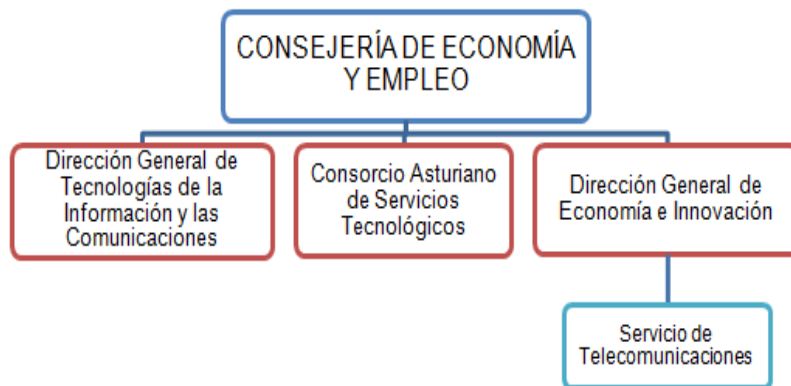 CONSEJERÍA DE ECONOMÍA
Y EMPLEO
Dirección General de
Tecnologías de la
Información y las
Comunicaciones
Consorcio Asturiano
de Servicios
Tecnológicos
Dirección General de
Economía e Innovación
Servicio de
Telecomunicaciones